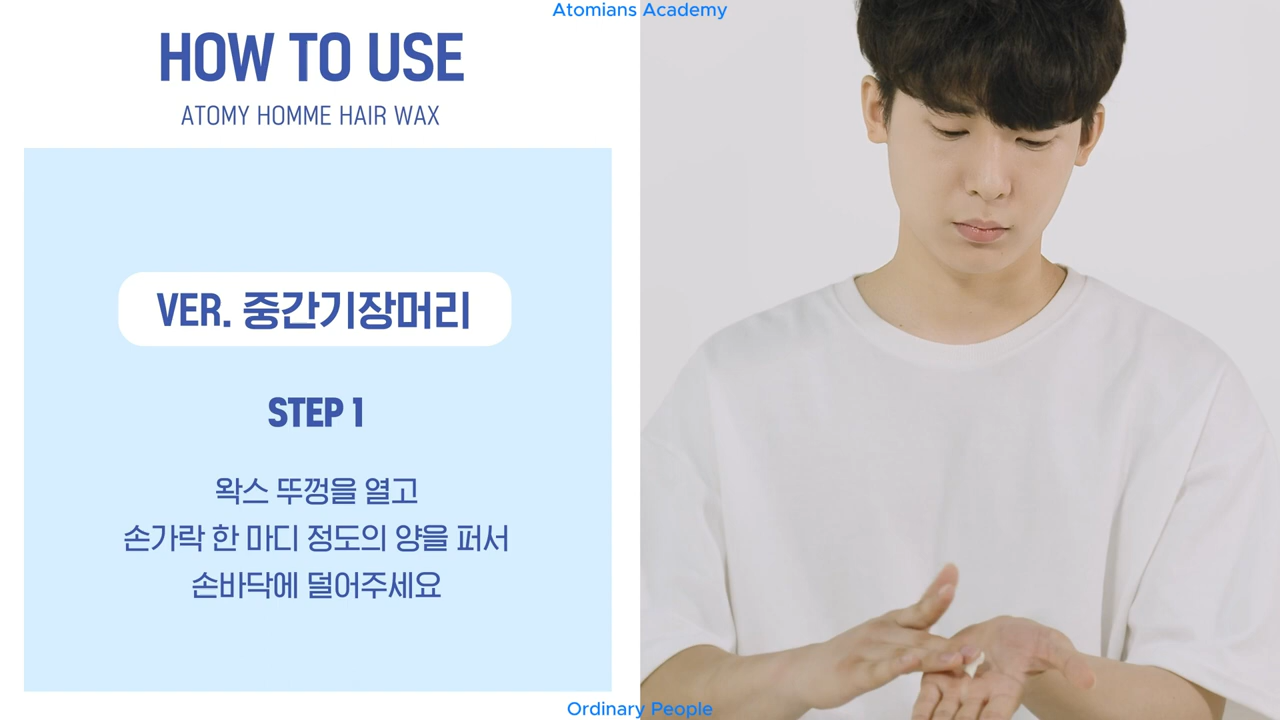 Atomians Academy
HOW TO USE
ATOMY HOMME HAIR WAX
VER. 중간기장머리
STEP 1
왁스 뚜껑을 열고
손가락 한 마디 정도의 양을 퍼서
손바닥에 덜어주세요
Ordinary People